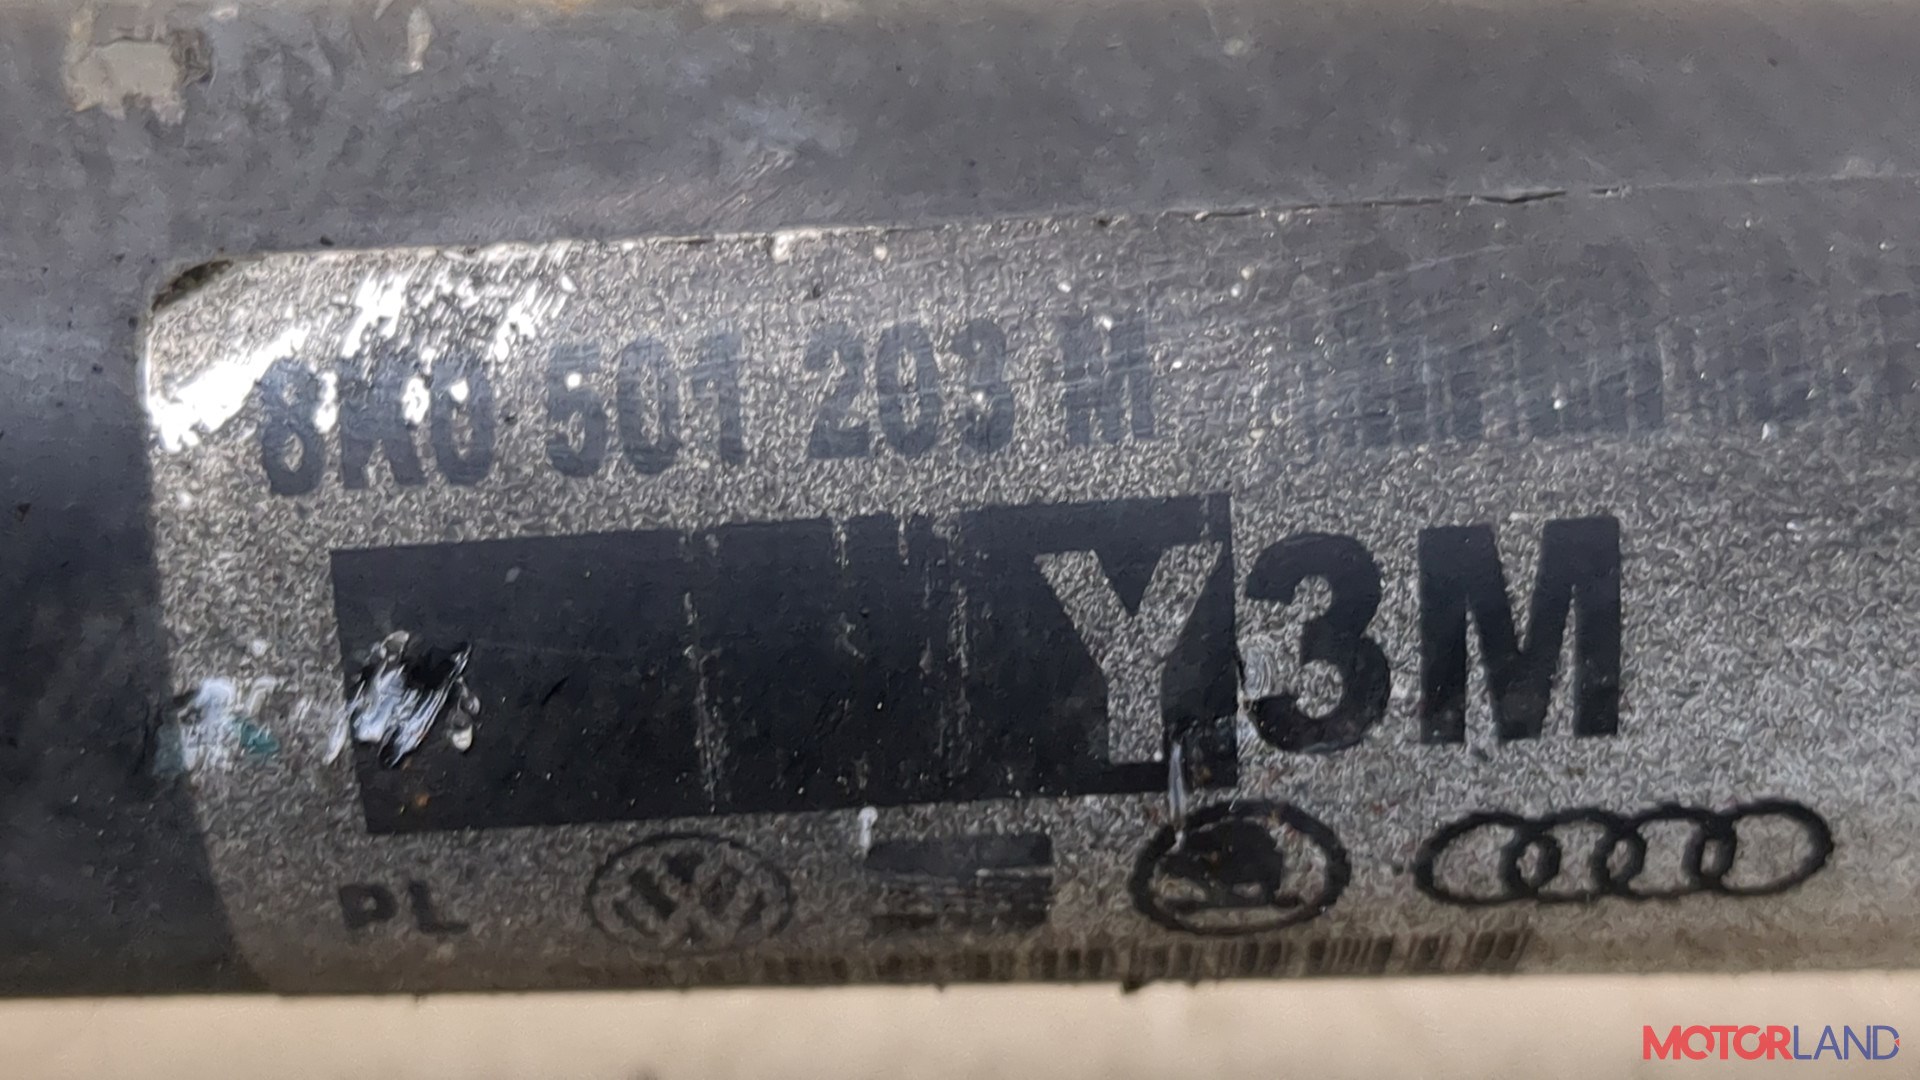 8K0 501 203 M
Y3M
PL
MOTORLAND